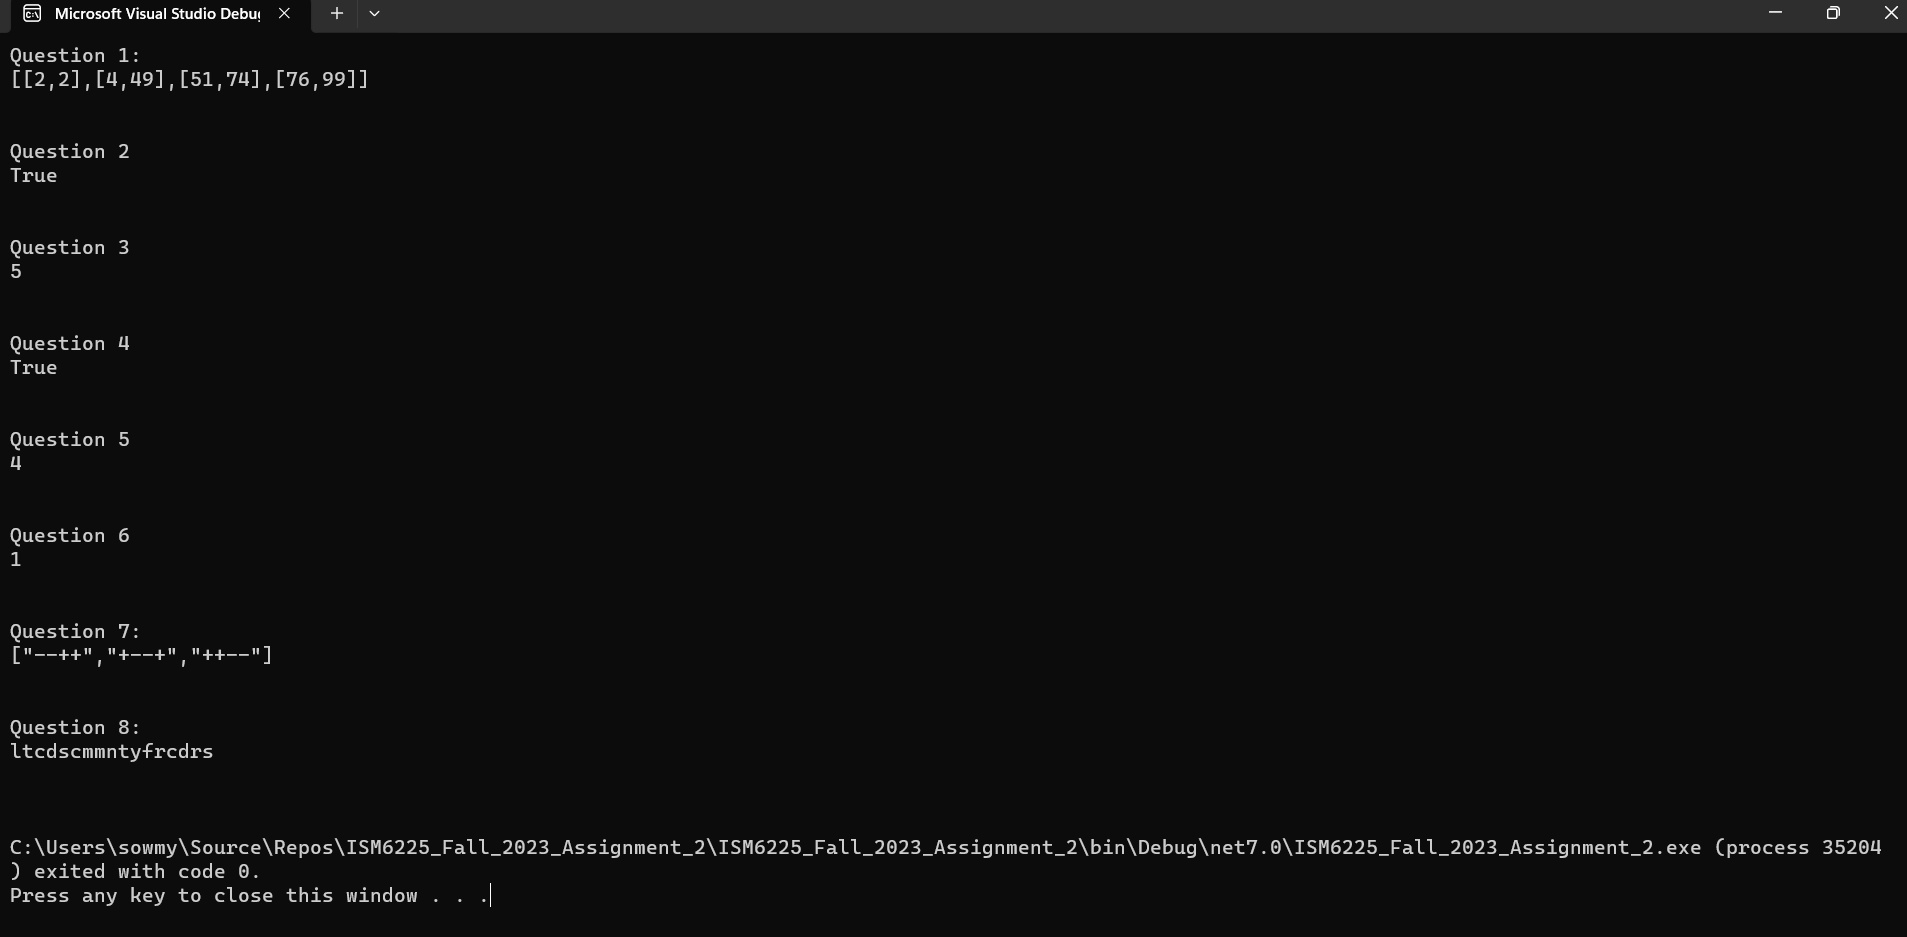 Microsoft Visual Studio Debug
Question 1:
[[2,2],[4,49],[51,74],[76,99]]
Question 2
True
Question 3
5
Question 4
True
Question 5
4
Question 6
1
Question 7:
["--++","+--+","++--"]
Question 8:
ltcdscmmntyfrcdrs
C:\Users\sowmy\Source\Repos\ISM6225_Fall_2023_Assignment_2\ISM6225_Fall_2023_Assignment_2\bin\Debug\net7.0\ISM6225_Fall_2023_Assignment_2.exe (process 35204
) exited with code 0.
Press any key to close this window . . .